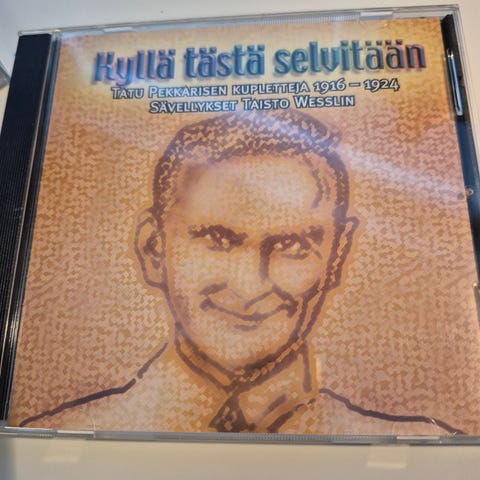 Kyllä tästä selvitään
Tatu Pekkarisen kupletteja 1916 – 1924
Sävellykset Taisto Wesslin